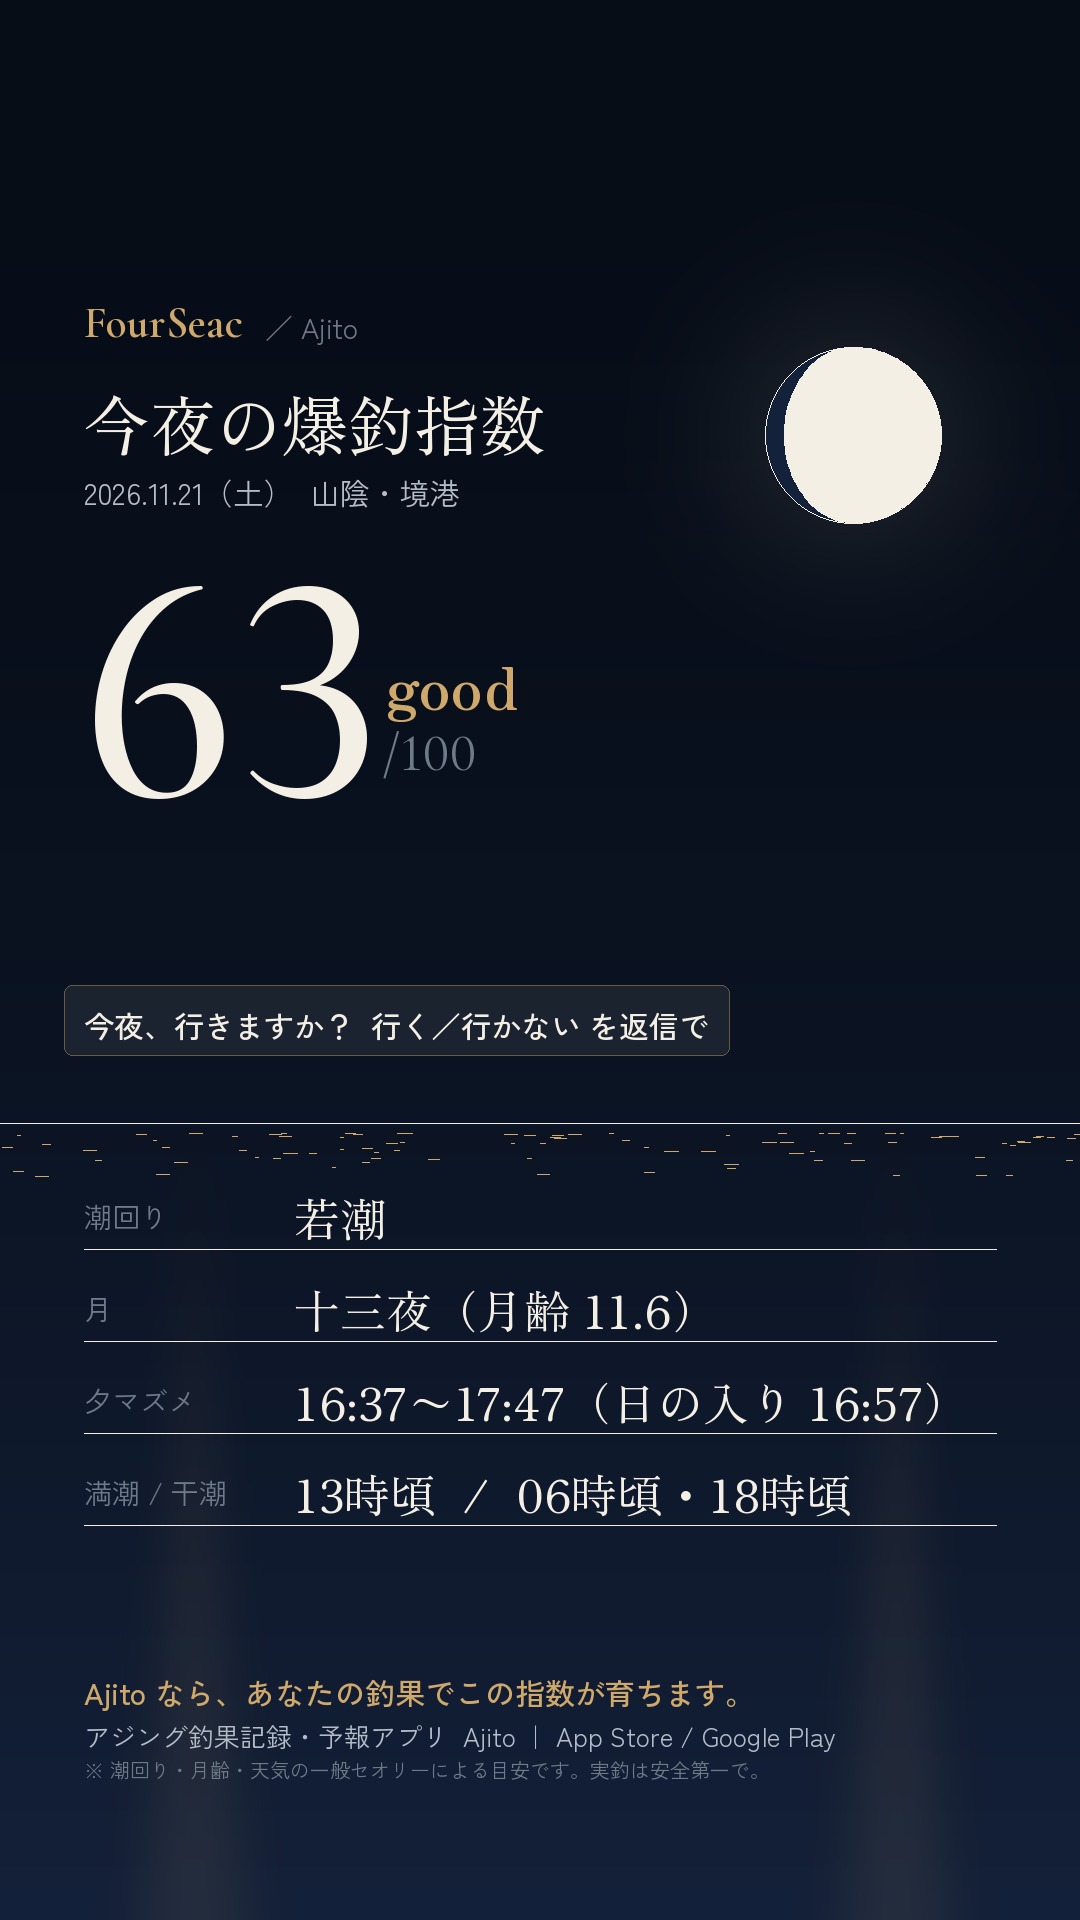 FourSeac ／ Ajito
今夜の爆釣指数
2026.11.21（土） 山陰・境港
63 good
/100
今夜、行きますか？ 行く／行かない を返信で
潮回り 若潮
月 十三夜（月齢 11.6）
夕マズメ 16:37〜17:47（日の入り 16:57）
満潮 / 干潮 13時頃 ／ 06時頃・18時頃
Ajito なら、あなたの釣果でこの指数が育ちます。
アジング釣果記録・予報アプリ Ajito ｜ App Store / Google Play
※ 潮回り・月齢・天気の一般セオリーによる目安です。実釣は安全第一で。